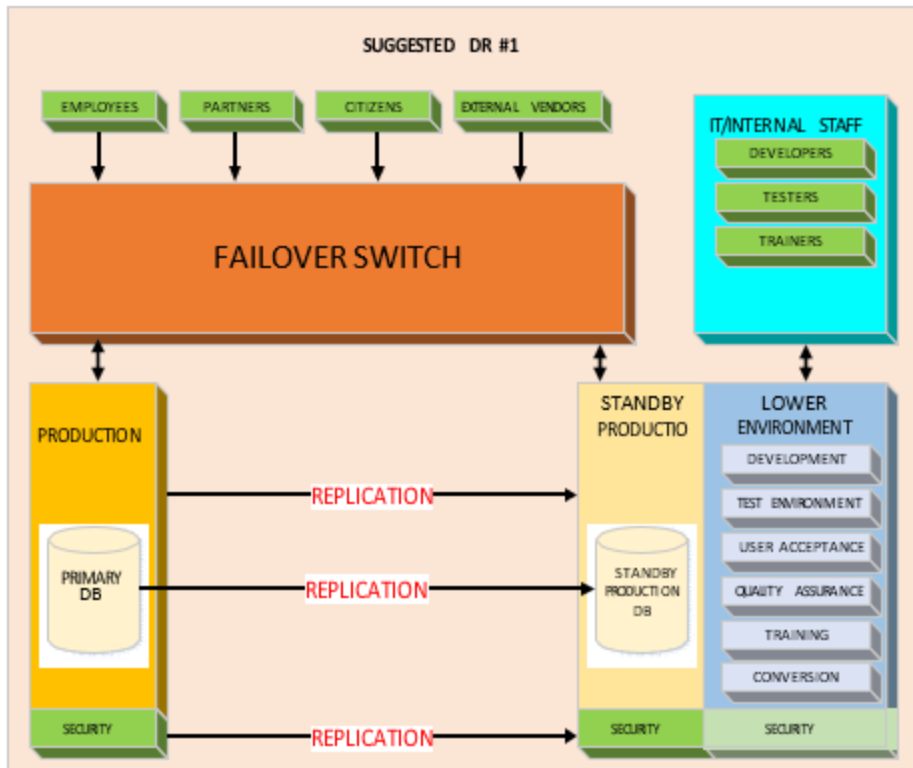 SUGGESTED DR #1
EMPLOYEES
PARTNERS
CITIZENS
EXTERNAL VENDORS
IT/INTERNAL STAFF
DEVELOPERS
TESTERS
TRAINERS
FAILOVER SWITCH
PRODUCTION
PRIMARY
DB
SECURITY
REPLICATION
REPLICATION
REPLICATION
STANDBY
PRODUCTIO
STANDBY
PRODUCTION
DB
SECURITY
LOWER
ENVIRONMENT
DEVELOPMENT
TEST ENVIRONMENT
USER ACCEPTANCE
QUALITY ASSURANCE
TRAINING
CONVERSION
SECURITY